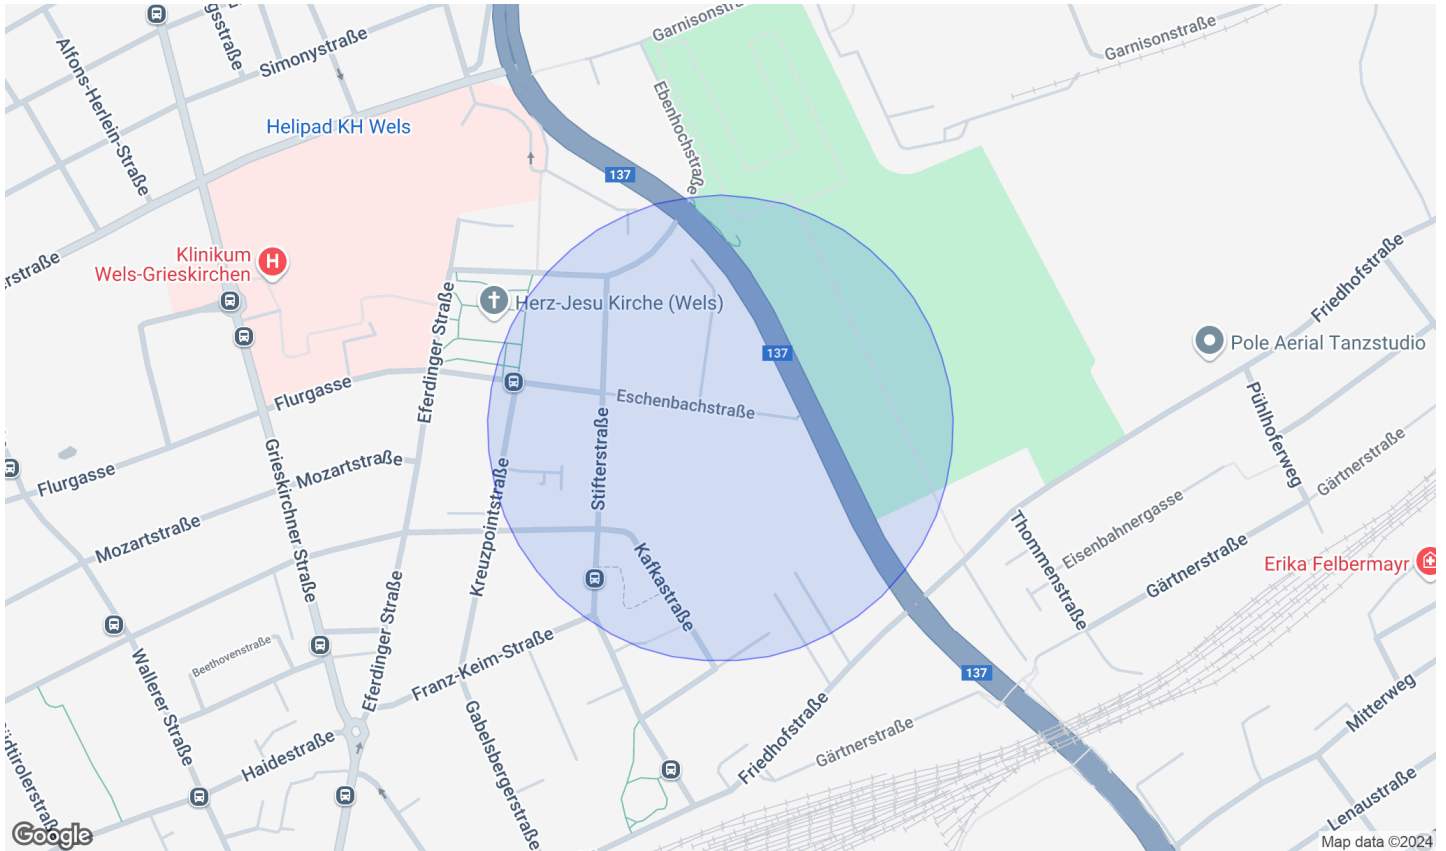 Garnisonstraße
Simonystraße
Alfons-Herlein-Straße
Helipad KH Wels
Ebenhochstraße
137
Klinikum
Wels-Grieskirchen
H
Herz-Jesu Kirche (Wels)
Friedhofstraße
Pole Aerial Tanzstudio
137
Eferdinger Straße
Flurgasse
Eschenbachstraße
Pühlhoferweg
Gärtnerstraße
Stifterstraße
Grieskirchner Straße
Mozartstraße
Flurgasse
Kreuzpointstraße
Mozartstraße
Eisenbahnergasse
Thommenstraße
Gärtnerstraße
Erika Felbermayr
Kafkastraße
Eferdinger Straße
Beethovenstraße
Wallerer Straße
Franz-Keim-Straße
137
Mitterweg
Gabelsbergerstraße
Haidestraße
Friedhofstraße
Gärtnerstraße
Lenaustraße
Google
Map data ©2024